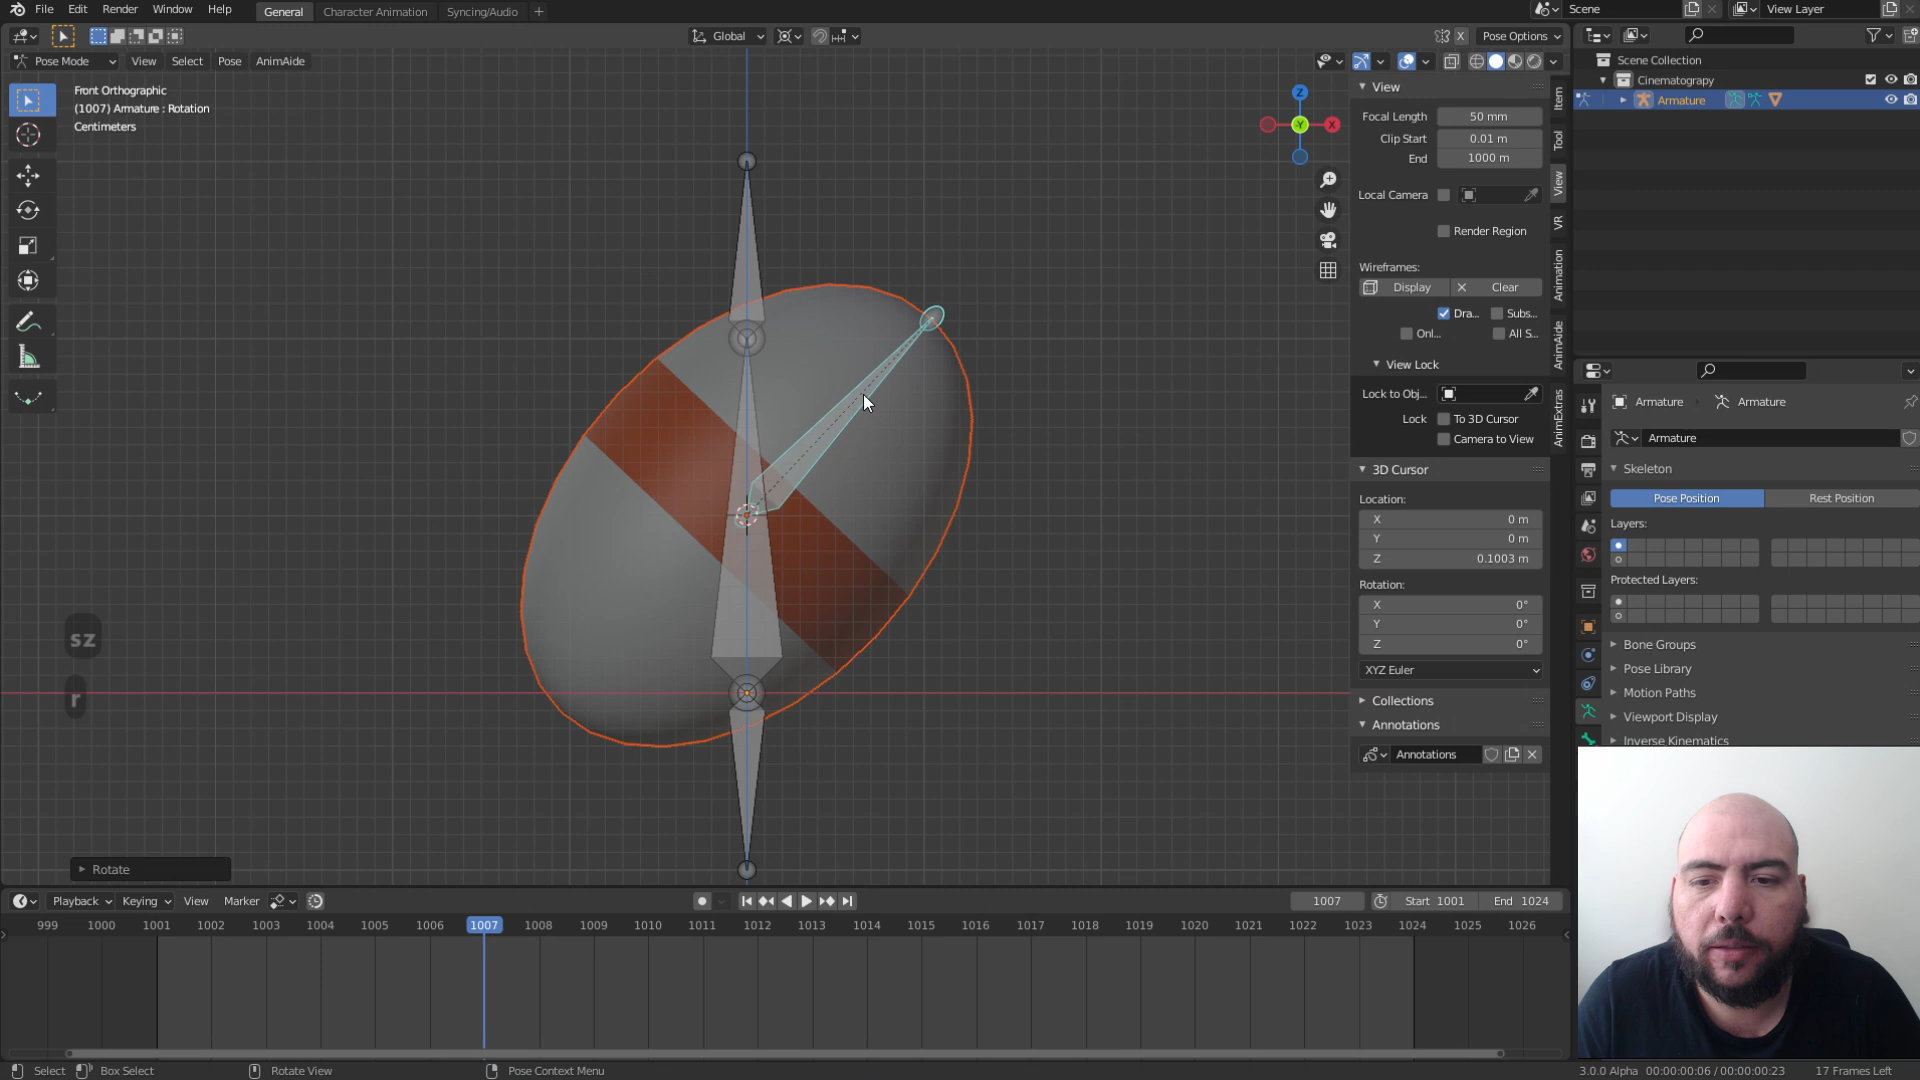 File Edit Render Window Help General Character Animation Syncing/Audio + Scene View Layer
Global Pose Options
Pose Mode View Select Pose AnimAide
Front Orthographic
(1007) Armature : Rotation
Centimeters
Z
Y
X
View
Focal Length 50 mm
Clip Start 0.01 m
End 1000 m
Local Camera
Render Region
Wireframes:
Display Clear
Dra... Subs...
Onl... All S...
View Lock
Lock to Obj...
Lock To 3D Cursor
Camera to View
3D Cursor
Location:
X 0 m
Y 0 m
Z 0.1003 m
Rotation:
X 0°
Y 0°
Z 0°
XYZ Euler
Collections
Annotations
Annotations
Item
Tool
View
VR
Animation
AnimAide
AnimExtras
Scene Collection
Cinematograpy
Armature
Armature Armature
Armature
Skeleton
Pose Position Rest Position
Layers:
Protected Layers:
Bone Groups
Pose Library
Motion Paths
Viewport Display
Inverse Kinematics
sz
r
Rotate
Playback Keying View Marker 1007 Start 1001 End 1024
999 1000 1001 1002 1003 1004 1005 1006 1007 1008 1009 1010 1011 1012 1013 1014 1015 1016 1017 1018 1019 1020 1021 1022 1023 1024 1025 1026
Select Box Select Rotate View Pose Context Menu 3.0.0 Alpha 00:00:00:06 / 00:00:00:23 17 Frames Left